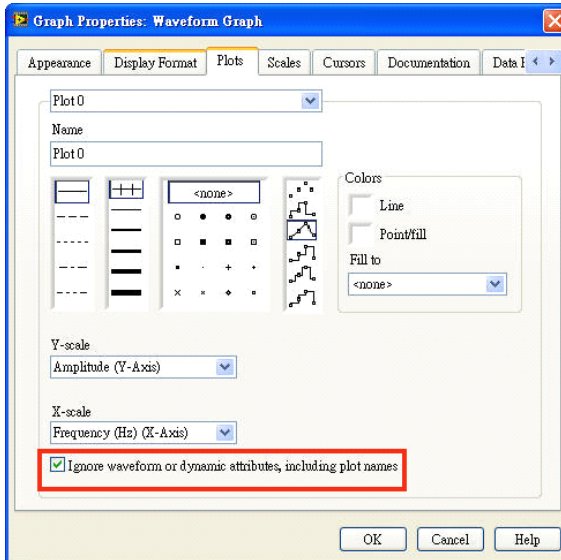 Graph Properties: Waveform Graph
Appearance Display Format Plots Scales Cursors Documentation Data
Plot 0
Name
Plot 0
<none>
Colors
Line
Point/fill
Fill to
<none>
Y-scale
Amplitude (Y-Axis)
X-scale
Frequency (Hz) (X-Axis)
Ignore waveform or dynamic attributes, including plot names
OK Cancel Help